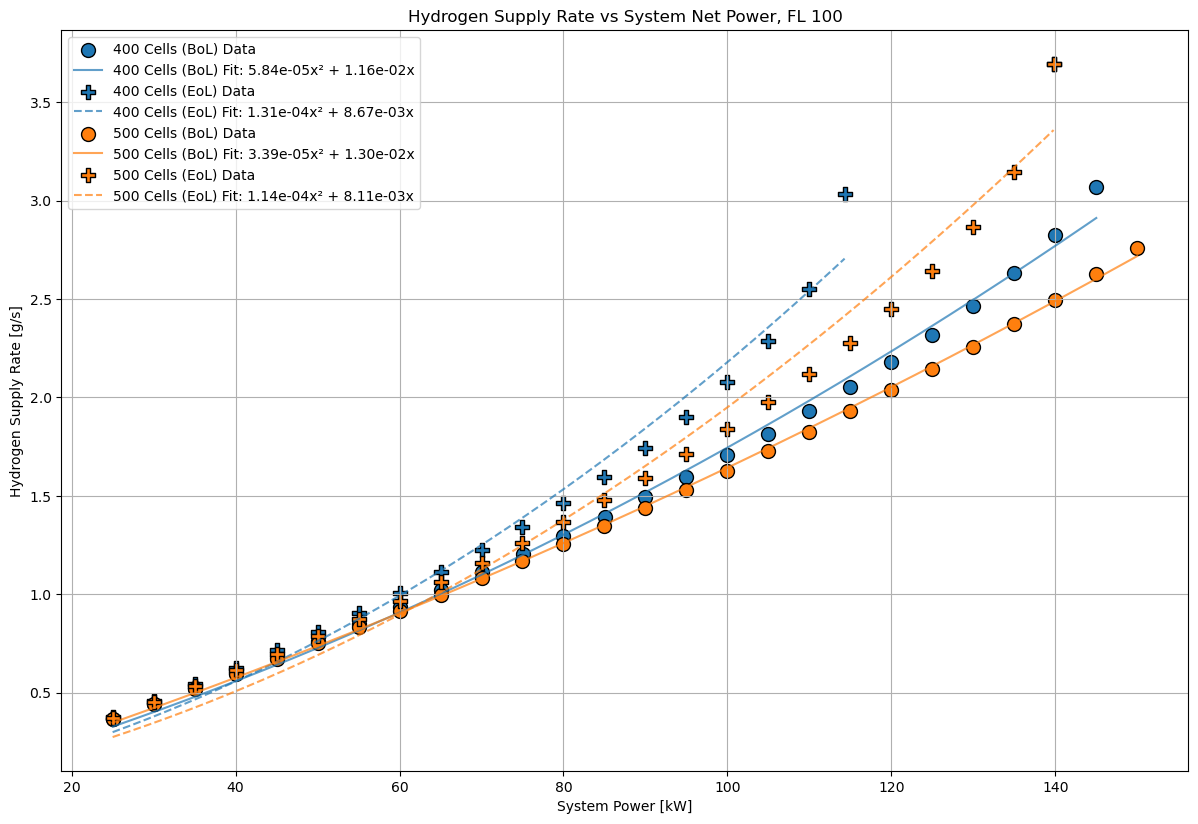 Hydrogen Supply Rate vs System Net Power, FL 100
400 Cells (BoL) Data
400 Cells (BoL) Fit: 5.84e-05x² + 1.16e-02x
400 Cells (EoL) Data
400 Cells (EoL) Fit: 1.31e-04x² + 8.67e-03x
500 Cells (BoL) Data
500 Cells (BoL) Fit: 3.39e-05x² + 1.30e-02x
500 Cells (EoL) Data
500 Cells (EoL) Fit: 1.14e-04x² + 8.11e-03x
Hydrogen Supply Rate [g/s]
3.5
3.0
2.5
2.0
1.5
1.0
0.5
20 40 60 80 100 120 140
System Power [kW]